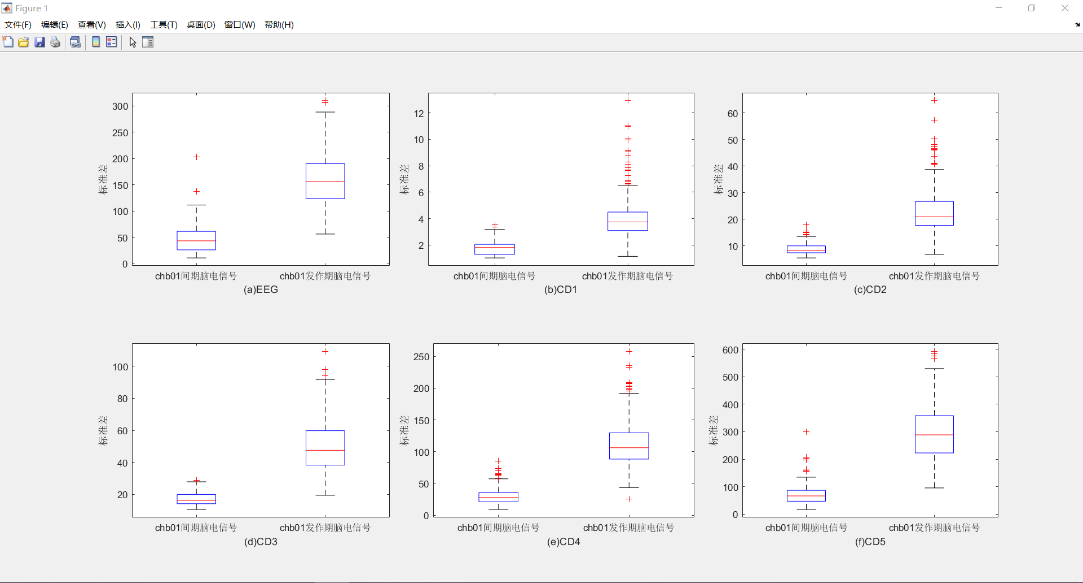 Figure 1
文件(F) 编辑(E) 查看(V) 插入(I) 工具(T) 桌面(D) 窗口(W) 帮助(H)
300
250
200
150
100
50
0
标准差
chb01间期脑电信号 chb01发作期脑电信号
(a)EEG
12
10
8
6
4
2
标准差
chb01间期脑电信号 chb01发作期脑电信号
(b)CD1
60
50
40
30
20
10
标准差
chb01间期脑电信号 chb01发作期脑电信号
(c)CD2
100
80
60
40
20
标准差
chb01间期脑电信号 chb01发作期脑电信号
(d)CD3
250
200
150
100
50
0
标准差
chb01间期脑电信号 chb01发作期脑电信号
(e)CD4
600
500
400
300
200
100
0
标准差
chb01间期脑电信号 chb01发作期脑电信号
(f)CD5